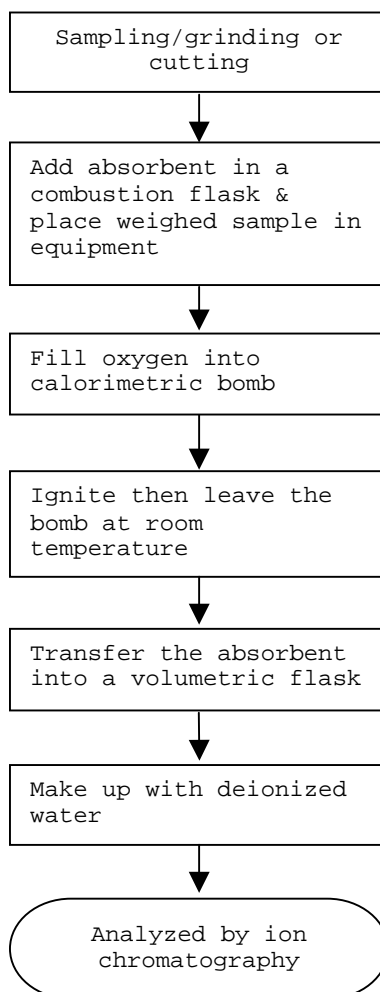 Sampling/grinding or
cutting
Add absorbent in a
combustion flask &
place weighed sample in
equipment
Fill oxygen into
calorimetric bomb
Ignite then leave the
bomb at room
temperature
Transfer the absorbent
into a volumetric flask
Make up with deionized
water
Analyzed by ion
chromatography